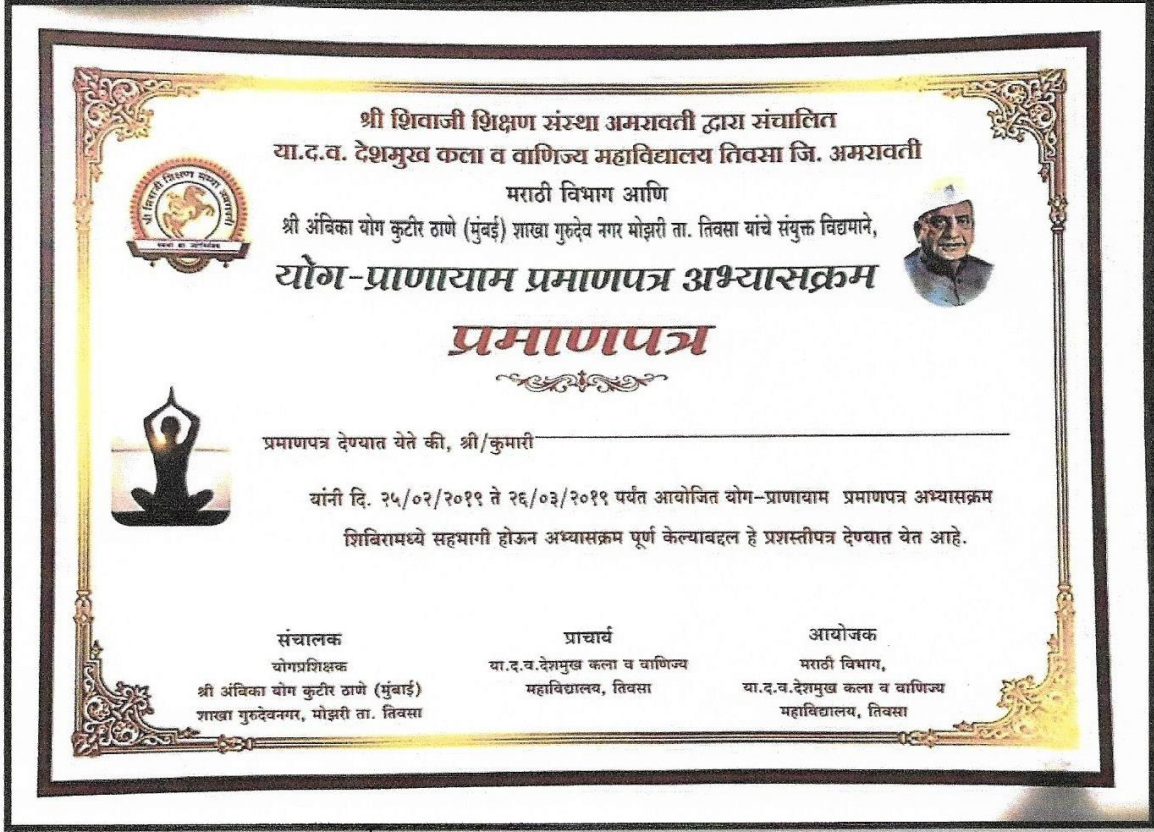 श्री शिवाजी शिक्षण संस्था अमरावती द्वारा संचालित
या.द.व. देशमुख कला व वाणिज्य महाविद्यालय तिवसा जि. अमरावती
मराठी विभाग आणि
श्री अंबिका योग कुटीर ठाणे (मुंबई) शाखा गुरुदेव नगर मोझरी ता. तिवसा यांचे संयुक्त विद्यमाने,
योग-प्राणायाम प्रमाणपत्र अभ्यासक्रम
प्रमाणपत्र
श्री शिवाजी शिक्षण संस्था अमरावती
प्रमाणपत्र देण्यात येते की, श्री/कुमारी
यांनी दि. २५/०२/२०१९ ते २६/०३/२०१९ पर्यंत आयोजित योग-प्राणायाम प्रमाणपत्र अभ्यासक्रम
शिबिरामध्ये सहभागी होऊन अभ्यासक्रम पूर्ण केल्याबद्दल हे प्रशस्तीपत्र देण्यात येत आहे.
संचालक
योगप्रशिक्षक
श्री अंबिका योग कुटीर ठाणे (मुंबाई)
शाखा गुरुदेवनगर, मोझरी ता. तिवसा
प्राचार्य
या.द.व.देशमुख कला व वाणिज्य
महाविद्यालय, तिवसा
आयोजक
मराठी विभाग,
या.द.व.देशमुख कला व वाणिज्य
महाविद्यालय, तिवसा